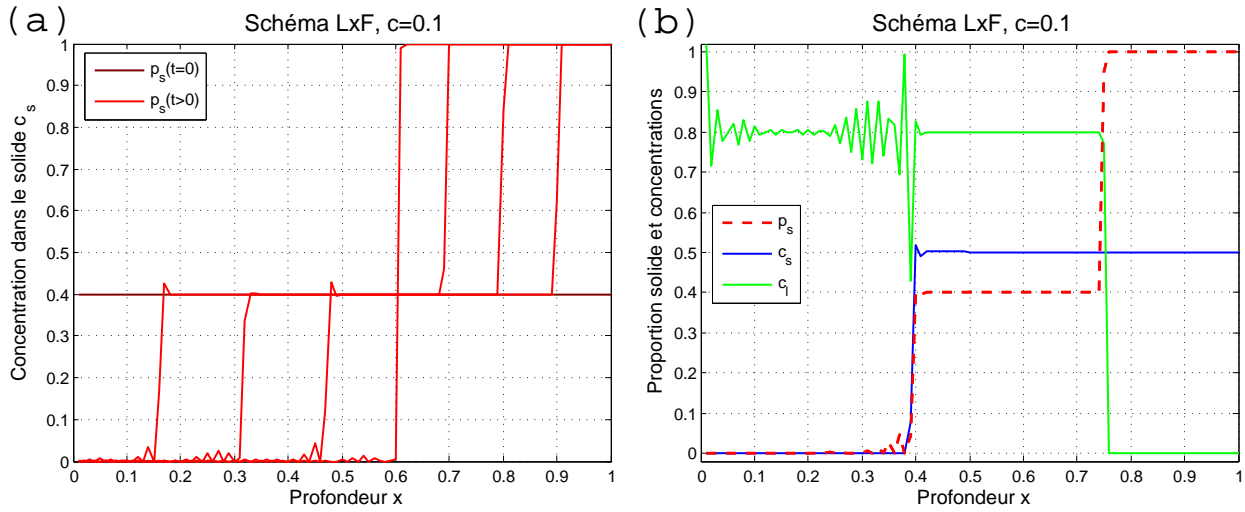 (a)
Schéma LxF, c=0.1
Concentration dans le solide c_s
1
0.9
0.8
0.7
0.6
0.5
0.4
0.3
0.2
0.1
0
p_s(t=0)
p_s(t>0)
0 0.1 0.2 0.3 0.4 0.5 0.6 0.7 0.8 0.9 1
Profondeur x
(b)
Schéma LxF, c=0.1
Proportion solide et concentrations
1
0.9
0.8
0.7
0.6
0.5
0.4
0.3
0.2
0.1
0
p_s
c_s
c_l
0 0.1 0.2 0.3 0.4 0.5 0.6 0.7 0.8 0.9 1
Profondeur x